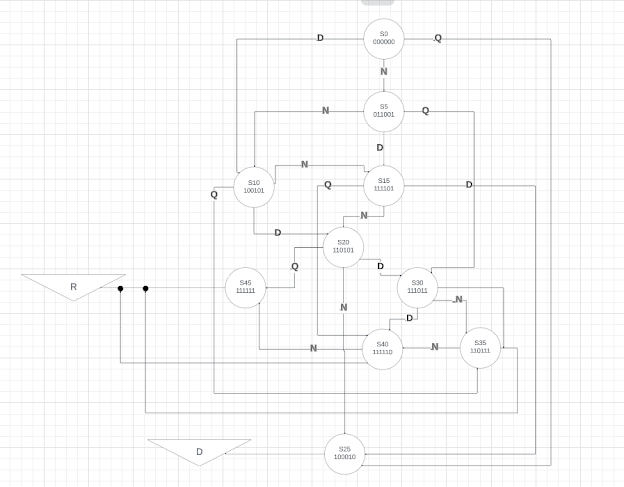 S0
000000
D
Q
N
S5
011001
N
Q
D
S10
100101
N
S15
111101
Q
Q
D
N
D
S20
110101
Q
D
S45
111111
S30
111011
R
N
N
D
S40
111110
N
N
S35
110111
D
S25
100010